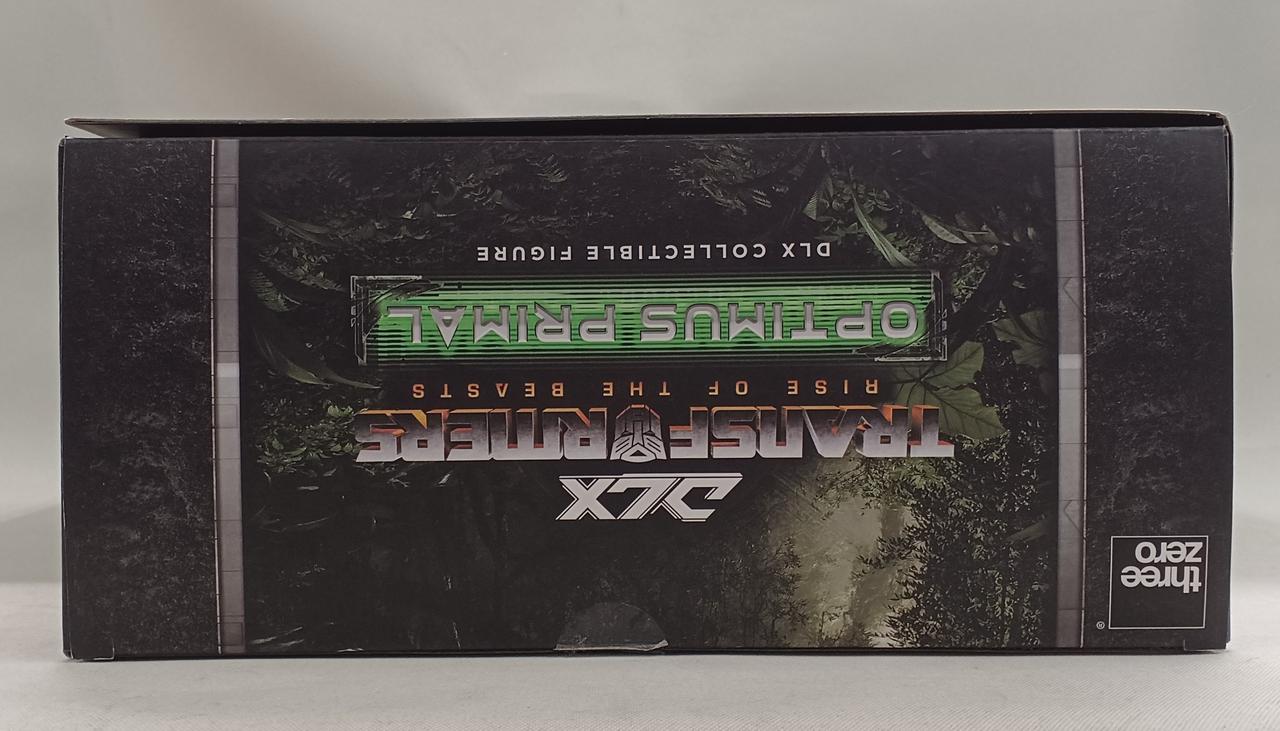 DLX
TRANSFORMERS
RISE OF THE BEASTS
OPTIMUS PRIMAL
DLX COLLECTIBLE FIGURE
three
zero
®